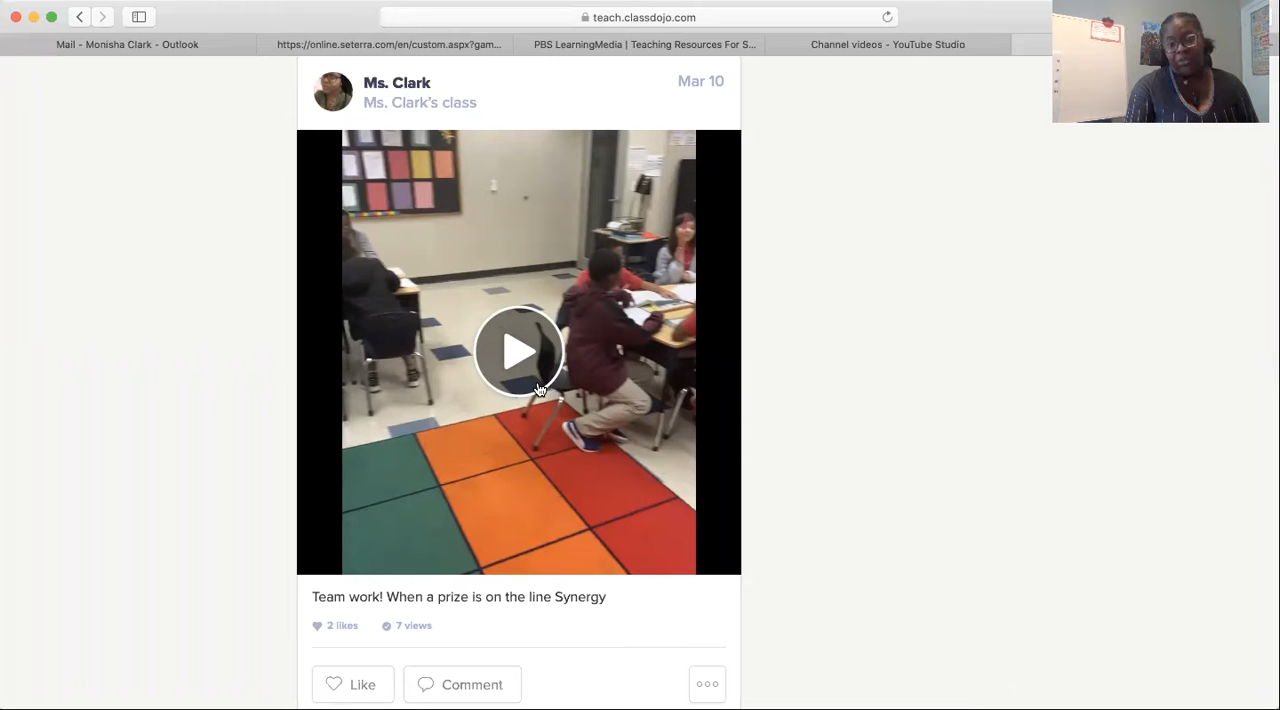 teach.classdojo.com
Mail - Monisha Clark - Outlook
https://online.seterra.com/en/custom.aspx?gam...
PBS LearningMedia | Teaching Resources For S...
Channel videos - YouTube Studio
Ms. Clark
Mar 10
Ms. Clark's class
Team work! When a prize is on the line Synergy
2 likes
7 views
Like
Comment